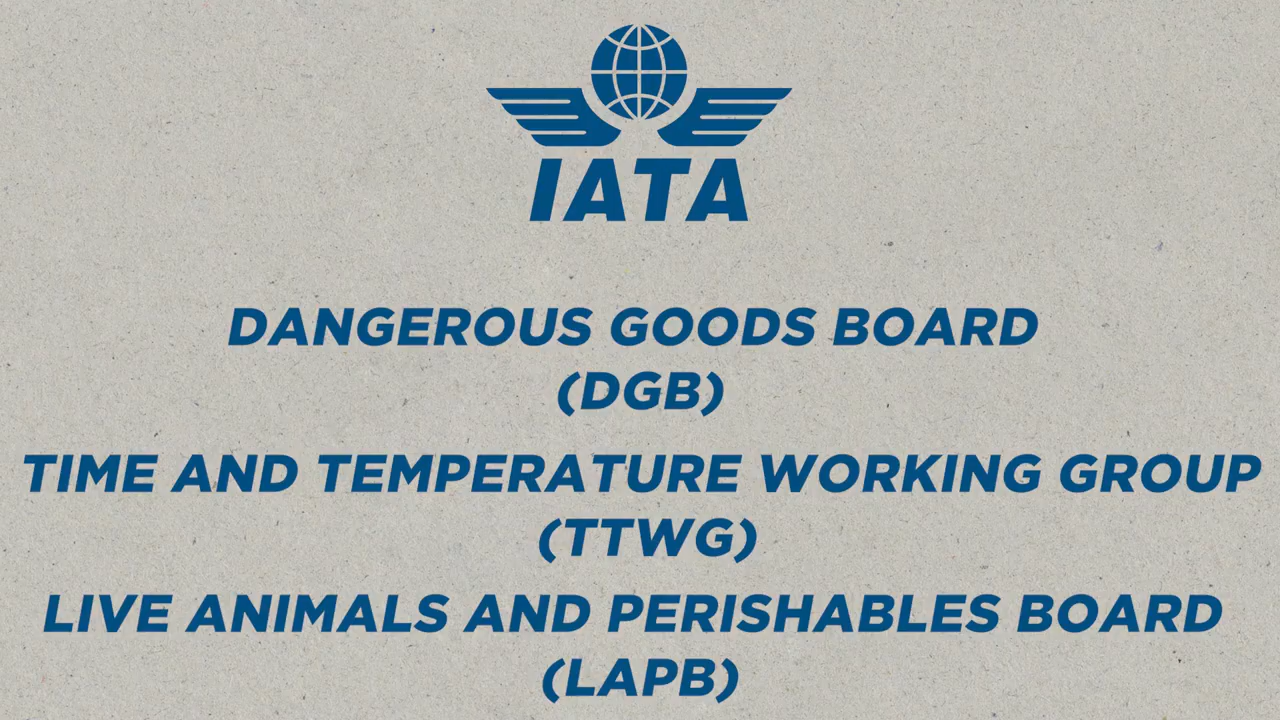 IATA
DANGEROUS GOODS BOARD
(DGB)
TIME AND TEMPERATURE WORKING GROUP
(TTWG)
LIVE ANIMALS AND PERISHABLES BOARD
(LAPB)